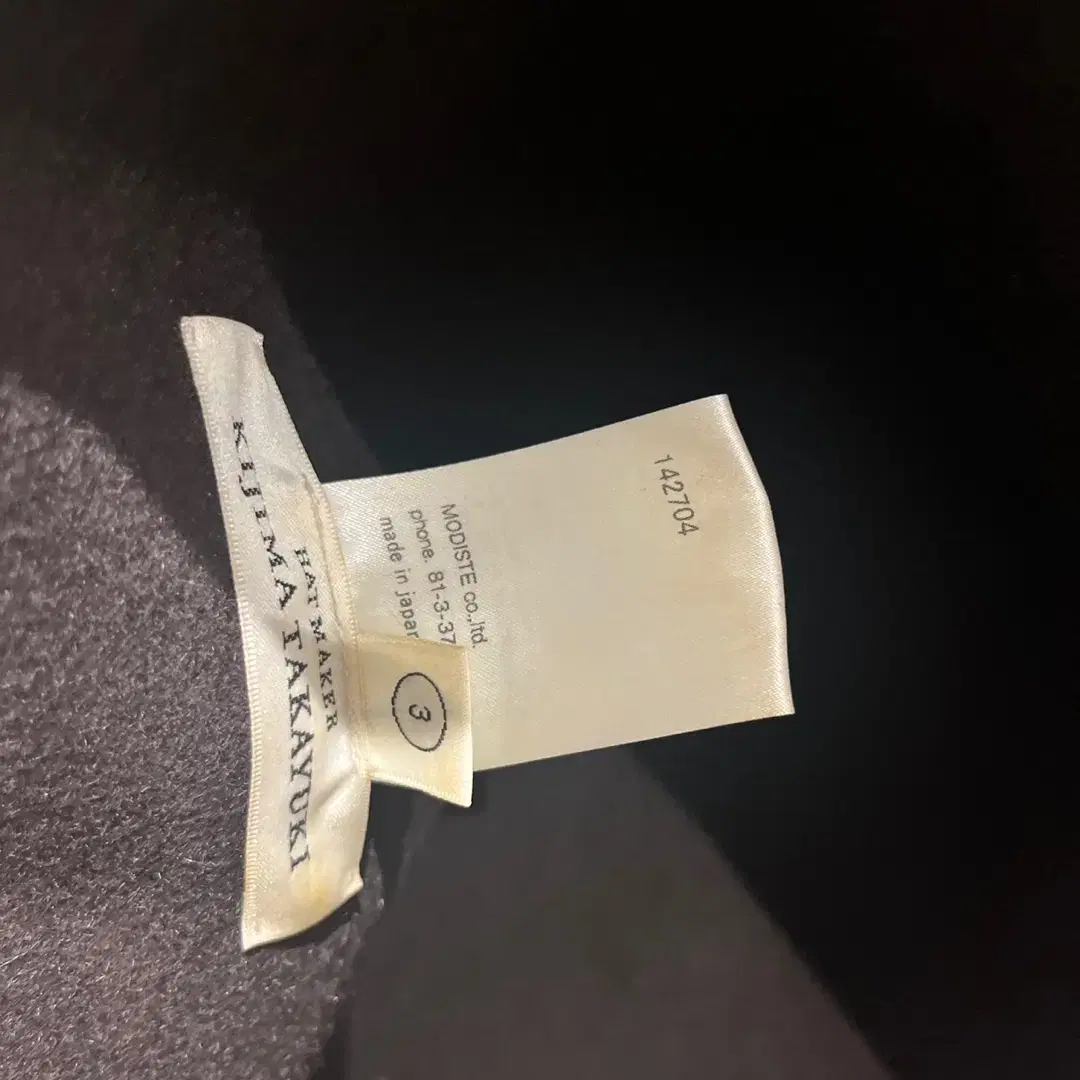 HAT MAKER
KIJIMA TAKAYUKI
3
142704
MODISTE co.,ltd.
phone. 81-3-37
made in japan